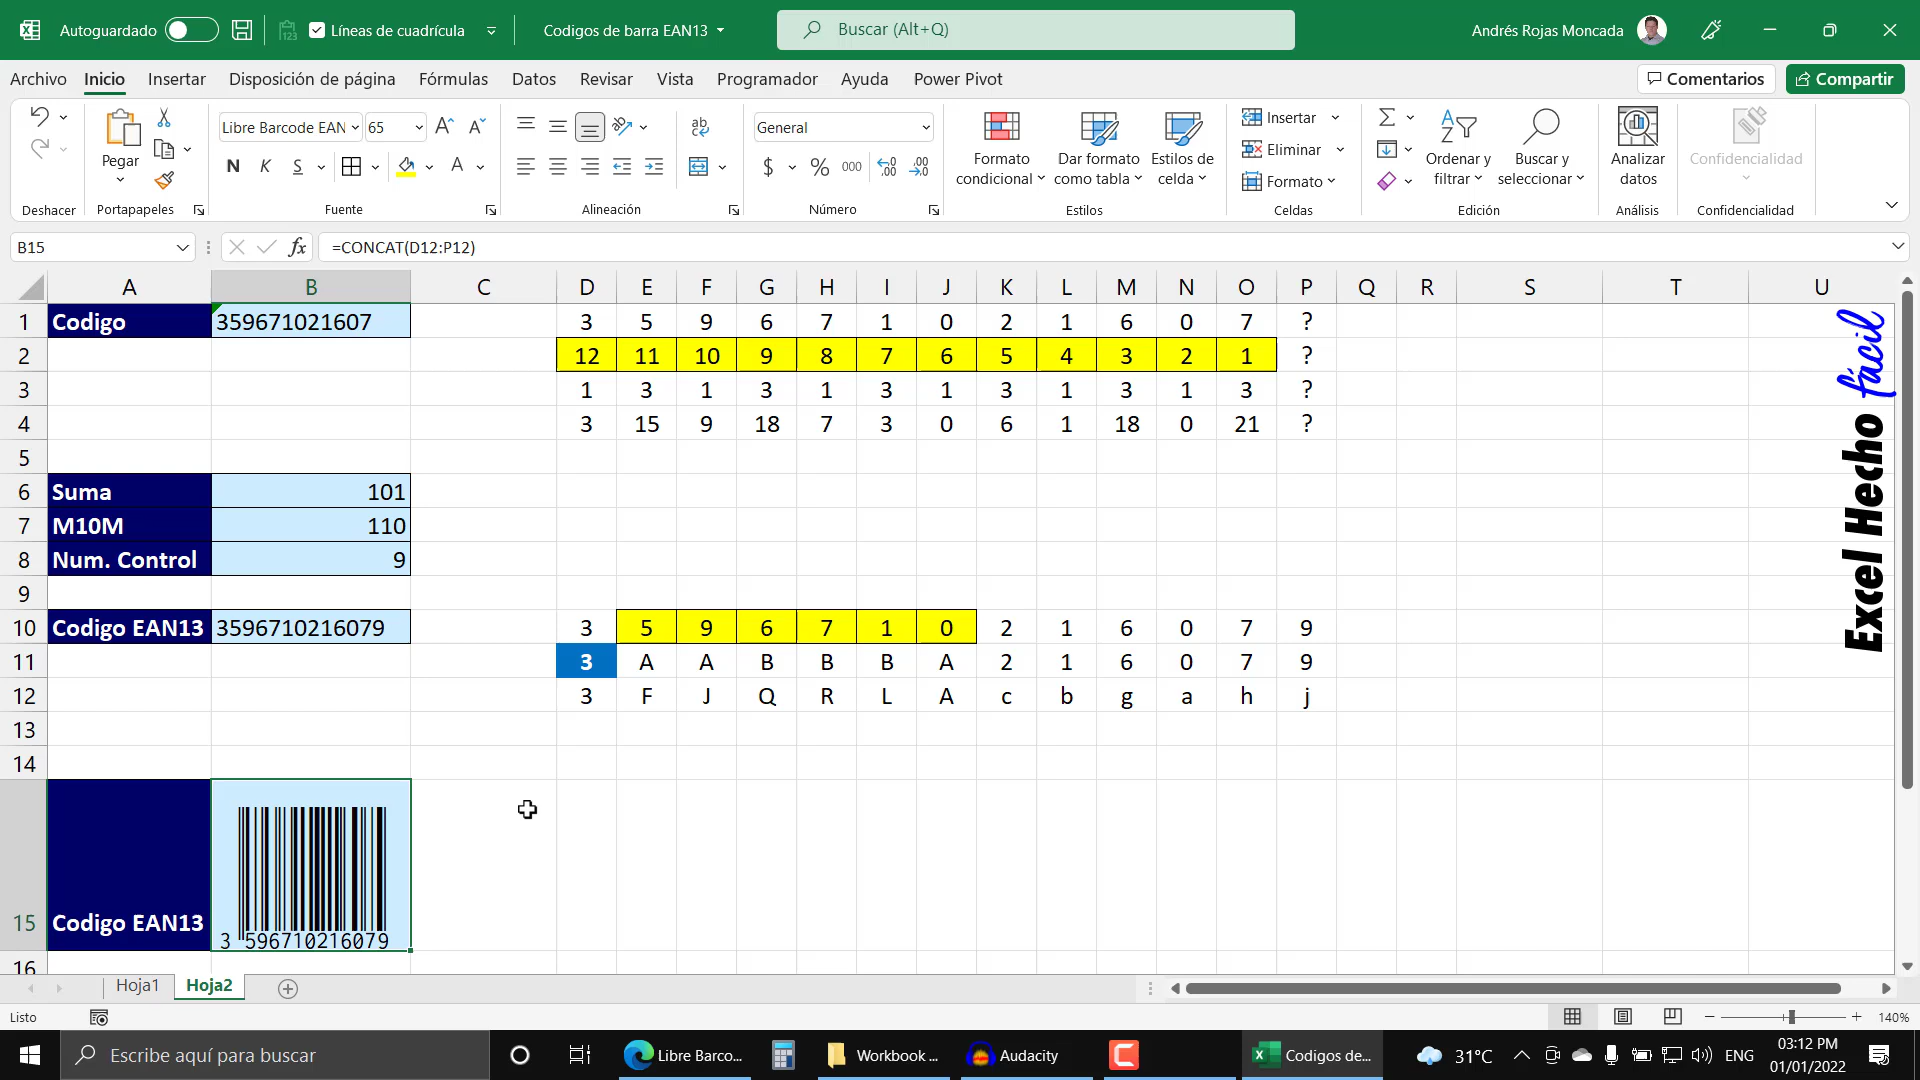 Autoguardado Líneas de cuadrícula Codigos de barra EAN13 Buscar (Alt+Q) Andrés Rojas Moncada
Archivo Inicio Insertar Disposición de página Fórmulas Datos Revisar Vista Programador Ayuda Power Pivot Comentarios Compartir
Pegar
Libre Barcode EAN 65
General
Formato condicional
Dar formato como tabla
Estilos de celda
Insertar
Eliminar
Formato
Ordenar y filtrar
Buscar y seleccionar
Analizar datos
Confidencialidad
N K S A $ % 000
Deshacer Portapapeles Fuente Alineación Número Estilos Celdas Edición Análisis Confidencialidad
B15 fx =CONCAT(D12:P12)
A B C D E F G H I J K L M N O P Q R S T U
1 Codigo 359671021607 3 5 9 6 7 1 0 2 1 6 0 7 ?
2 12 11 10 9 8 7 6 5 4 3 2 1 ?
3 1 3 1 3 1 3 1 3 1 3 1 3 ?
4 3 15 9 18 7 3 0 6 1 18 0 21 ?
5
6 Suma 101
7 M10M 110
8 Num. Control 9
9
10 Codigo EAN13 3596710216079 3 5 9 6 7 1 0 2 1 6 0 7 9
11 3 A A B B B A 2 1 6 0 7 9
12 3 F J Q R L A c b g a h j
13
14
15 Codigo EAN13 3 596710216079
16
Excel Hecho fácil
Hoja1 Hoja2
Listo 140%
Escribe aquí para buscar Libre Barco... Workbook ... Audacity Codigos de... 31°C ENG 03:12 PM
01/01/2022